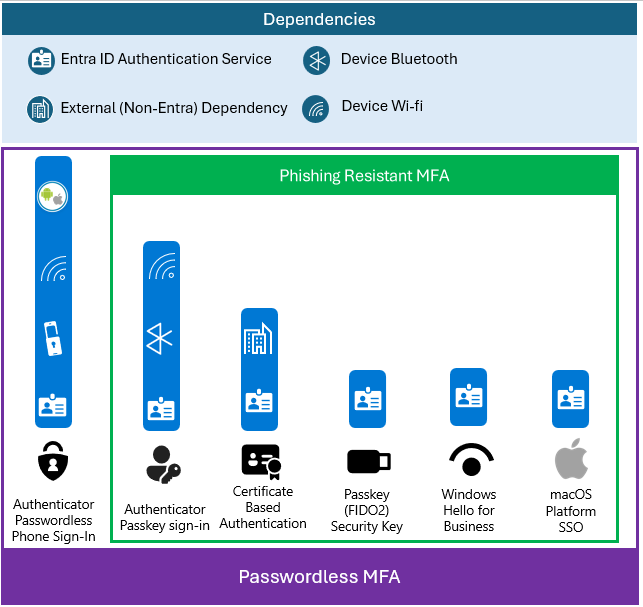 Dependencies
Entra ID Authentication Service
Device Bluetooth
External (Non-Entra) Dependency
Device Wi-fi
Phishing Resistant MFA
Authenticator
Passwordless
Phone Sign-In
Authenticator
Passkey sign-in
Certificate
Based
Authentication
Passkey
(FIDO2)
Security Key
Windows
Hello for
Business
macOS
Platform
SSO
Passwordless MFA